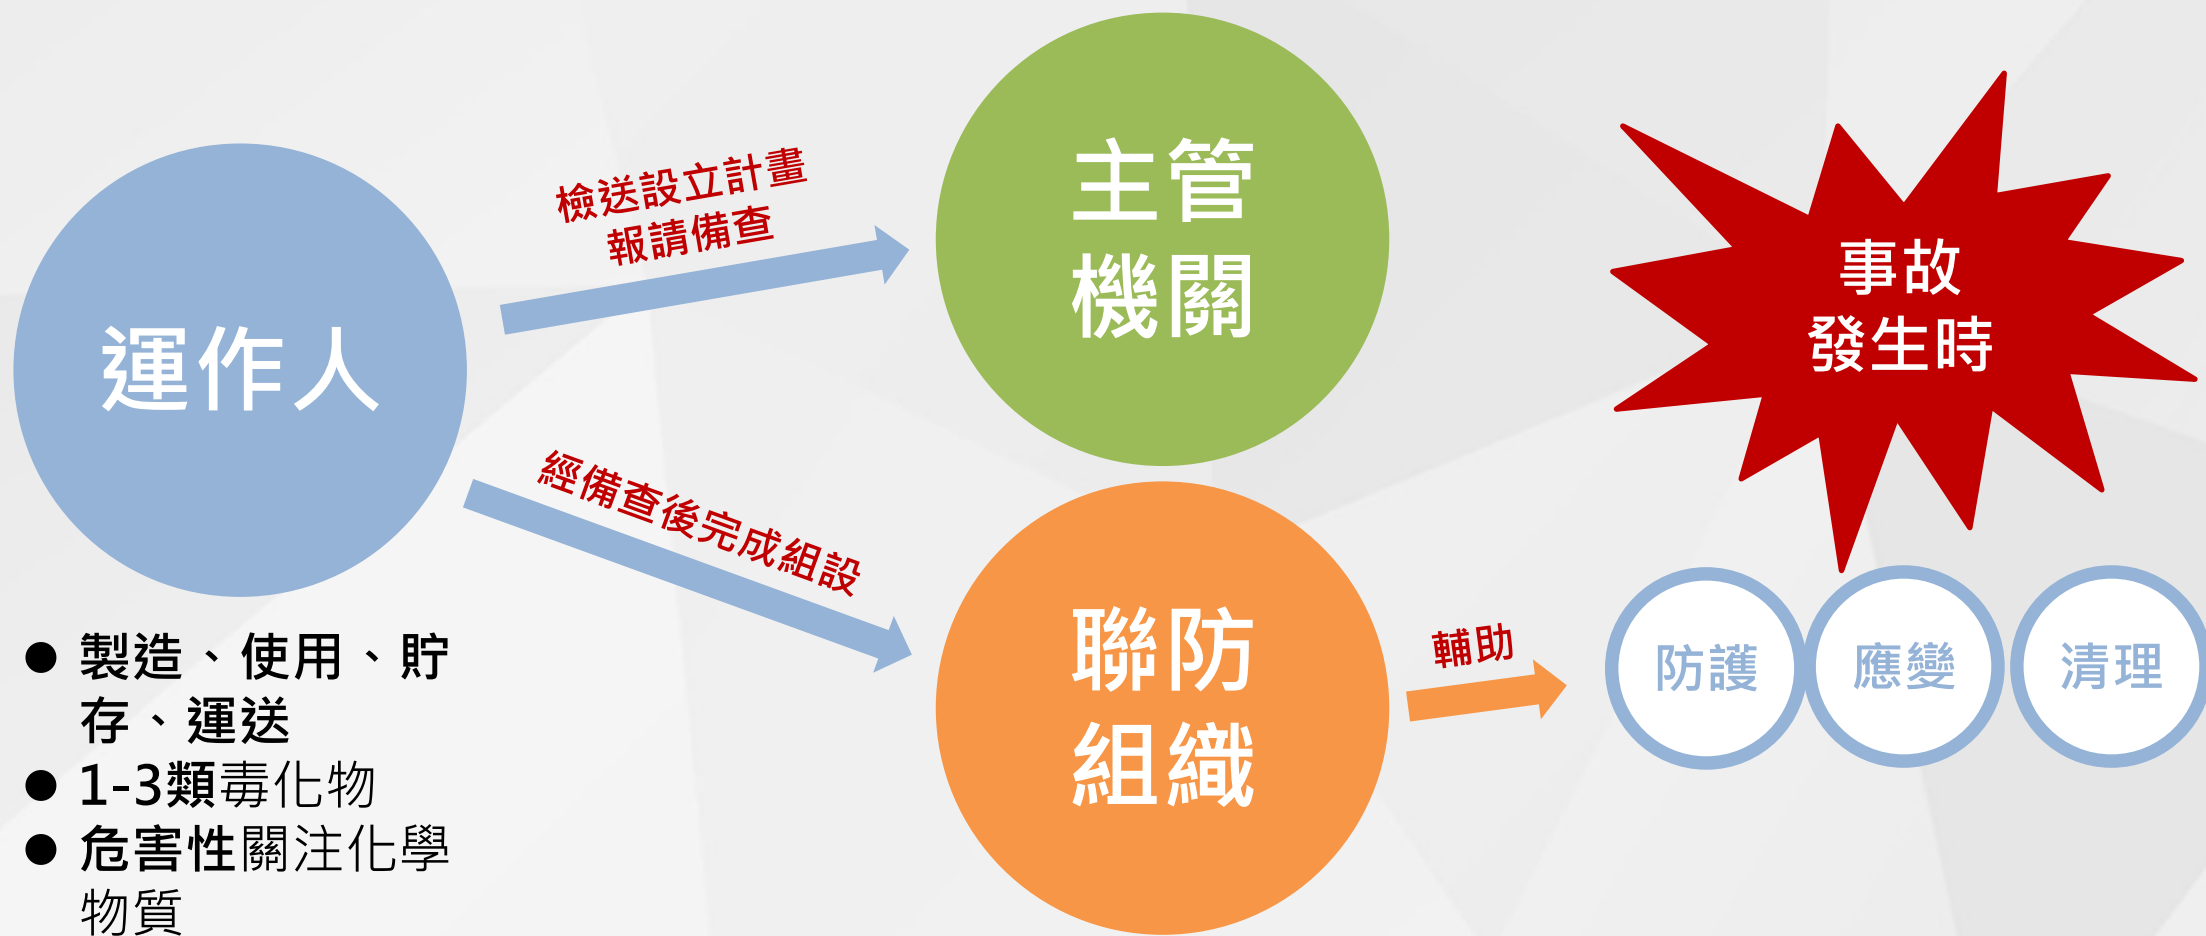 運作人
● 製造、使用、貯
存、運送
● 1-3類毒化物
● 危害性關注化學
物質
檢送設立計畫
報請備查
經備查後完成組設
主管
機關
聯防
組織
輔助
事故
發生時
防護
應變
清理